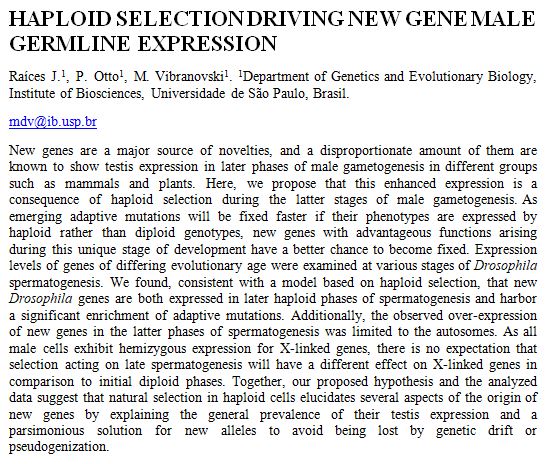 HAPLOID SELECTION DRIVING NEW GENE MALE
GERMLINE EXPRESSION
Raíces J.¹, P. Otto¹, M. Vibranovski¹. ¹Department of Genetics and Evolutionary Biology,
Institute of Biosciences, Universidade de São Paulo, Brasil.
mdv@ib.usp.br
New genes are a major source of novelties, and a disproportionate amount of them are
known to show testis expression in later phases of male gametogenesis in different groups
such as mammals and plants. Here, we propose that this enhanced expression is a
consequence of haploid selection during the latter stages of male gametogenesis. As
emerging adaptive mutations will be fixed faster if their phenotypes are expressed by
haploid rather than diploid genotypes, new genes with advantageous functions arising
during this unique stage of development have a better chance to become fixed. Expression
levels of genes of differing evolutionary age were examined at various stages of Drosophila
spermatogenesis. We found, consistent with a model based on haploid selection, that new
Drosophila genes are both expressed in later haploid phases of spermatogenesis and harbor
a significant enrichment of adaptive mutations. Additionally, the observed over-expression
of new genes in the latter phases of spermatogenesis was limited to the autosomes. As all
male cells exhibit hemizygous expression for X-linked genes, there is no expectation that
selection acting on late spermatogenesis will have a different effect on X-linked genes in
comparison to initial diploid phases. Together, our proposed hypothesis and the analyzed
data suggest that natural selection in haploid cells elucidates several aspects of the origin of
new genes by explaining the general prevalence of their testis expression and a
parsimonious solution for new alleles to avoid being lost by genetic drift or
pseudogenization.